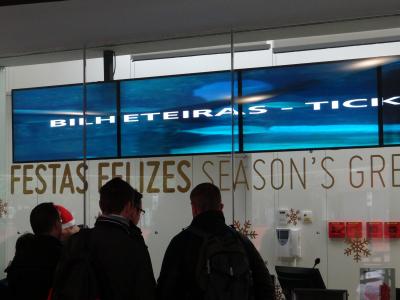 BILHETEIRAS - TICK
FESTAS FELIZES SEASON'S GRE